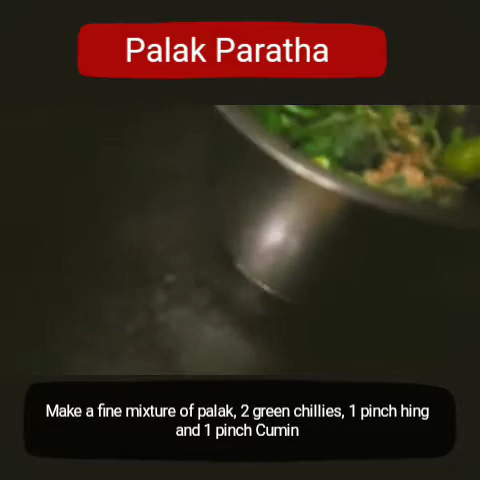 Palak Paratha
Make a fine mixture of palak, 2 green chillies, 1 pinch hing
and 1 pinch Cumin